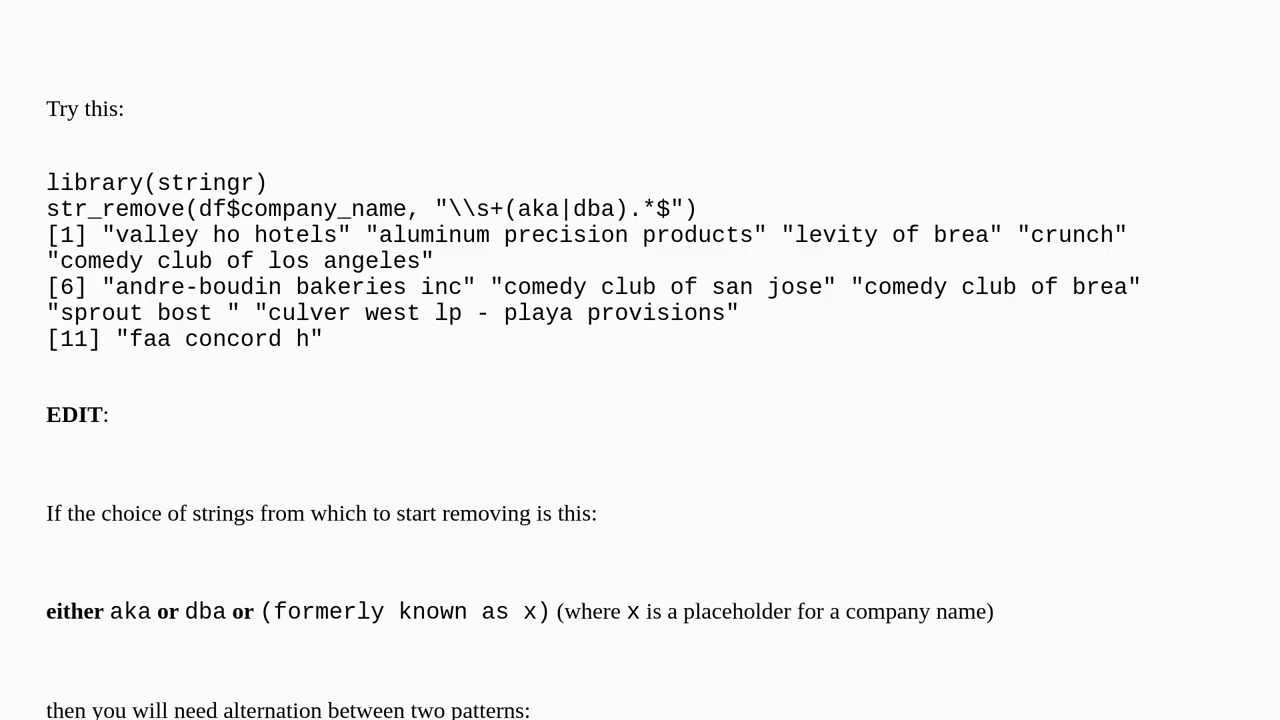 Try this:
library(stringr)
str_remove(df$company_name, "\\s+(aka|dba).*$")
[1] "valley ho hotels" "aluminum precision products" "levity of brea" "crunch"
"comedy club of los angeles"
[6] "andre-boudin bakeries inc" "comedy club of san jose" "comedy club of brea"
"sprout bost " "culver west lp - playa provisions"
[11] "faa concord h"
EDIT:
If the choice of strings from which to start removing is this:
either aka or dba or (formerly known as x) (where x is a placeholder for a company name)
then you will need alternation between two patterns: